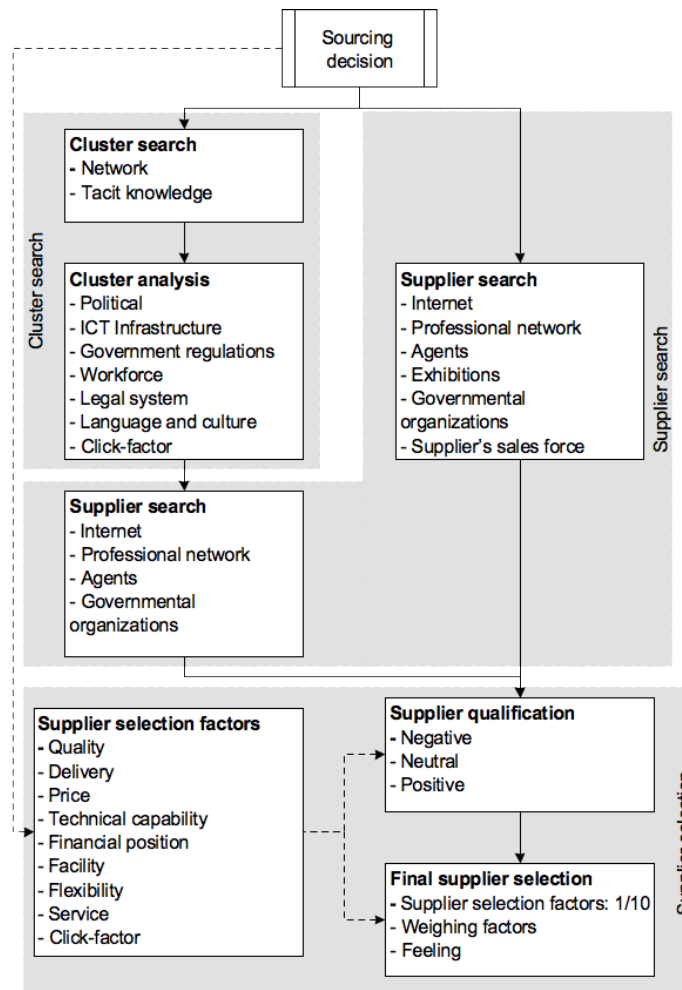 Sourcing
decision
Cluster search
- Network
- Tacit knowledge
Cluster search
Cluster analysis
- Political
- ICT Infrastructure
- Government regulations
- Workforce
- Legal system
- Language and culture
- Click-factor
Supplier search
- Internet
- Professional network
- Agents
- Exhibitions
- Governmental
organizations
- Supplier's sales force
Supplier search
Supplier search
- Internet
- Professional network
- Agents
- Governmental
organizations
Supplier selection factors
- Quality
- Delivery
- Price
- Technical capability
- Financial position
- Facility
- Flexibility
- Service
- Click-factor
Supplier qualification
- Negative
- Neutral
- Positive
Final supplier selection
- Supplier selection factors: 1/10
- Weighing factors
- Feeling
Supplier selection